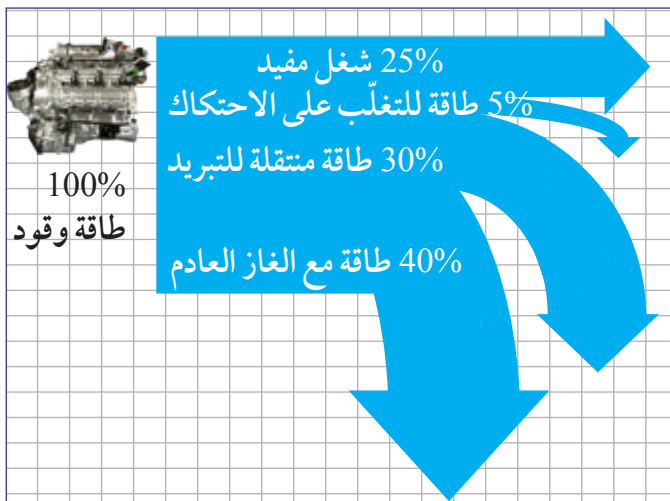 25% شغل مفيد
5% طاقة للتغلّب على الاحتكاك
30% طاقة منتقلة للتبريد
40% طاقة مع الغاز العادم
100%
طاقة وقود